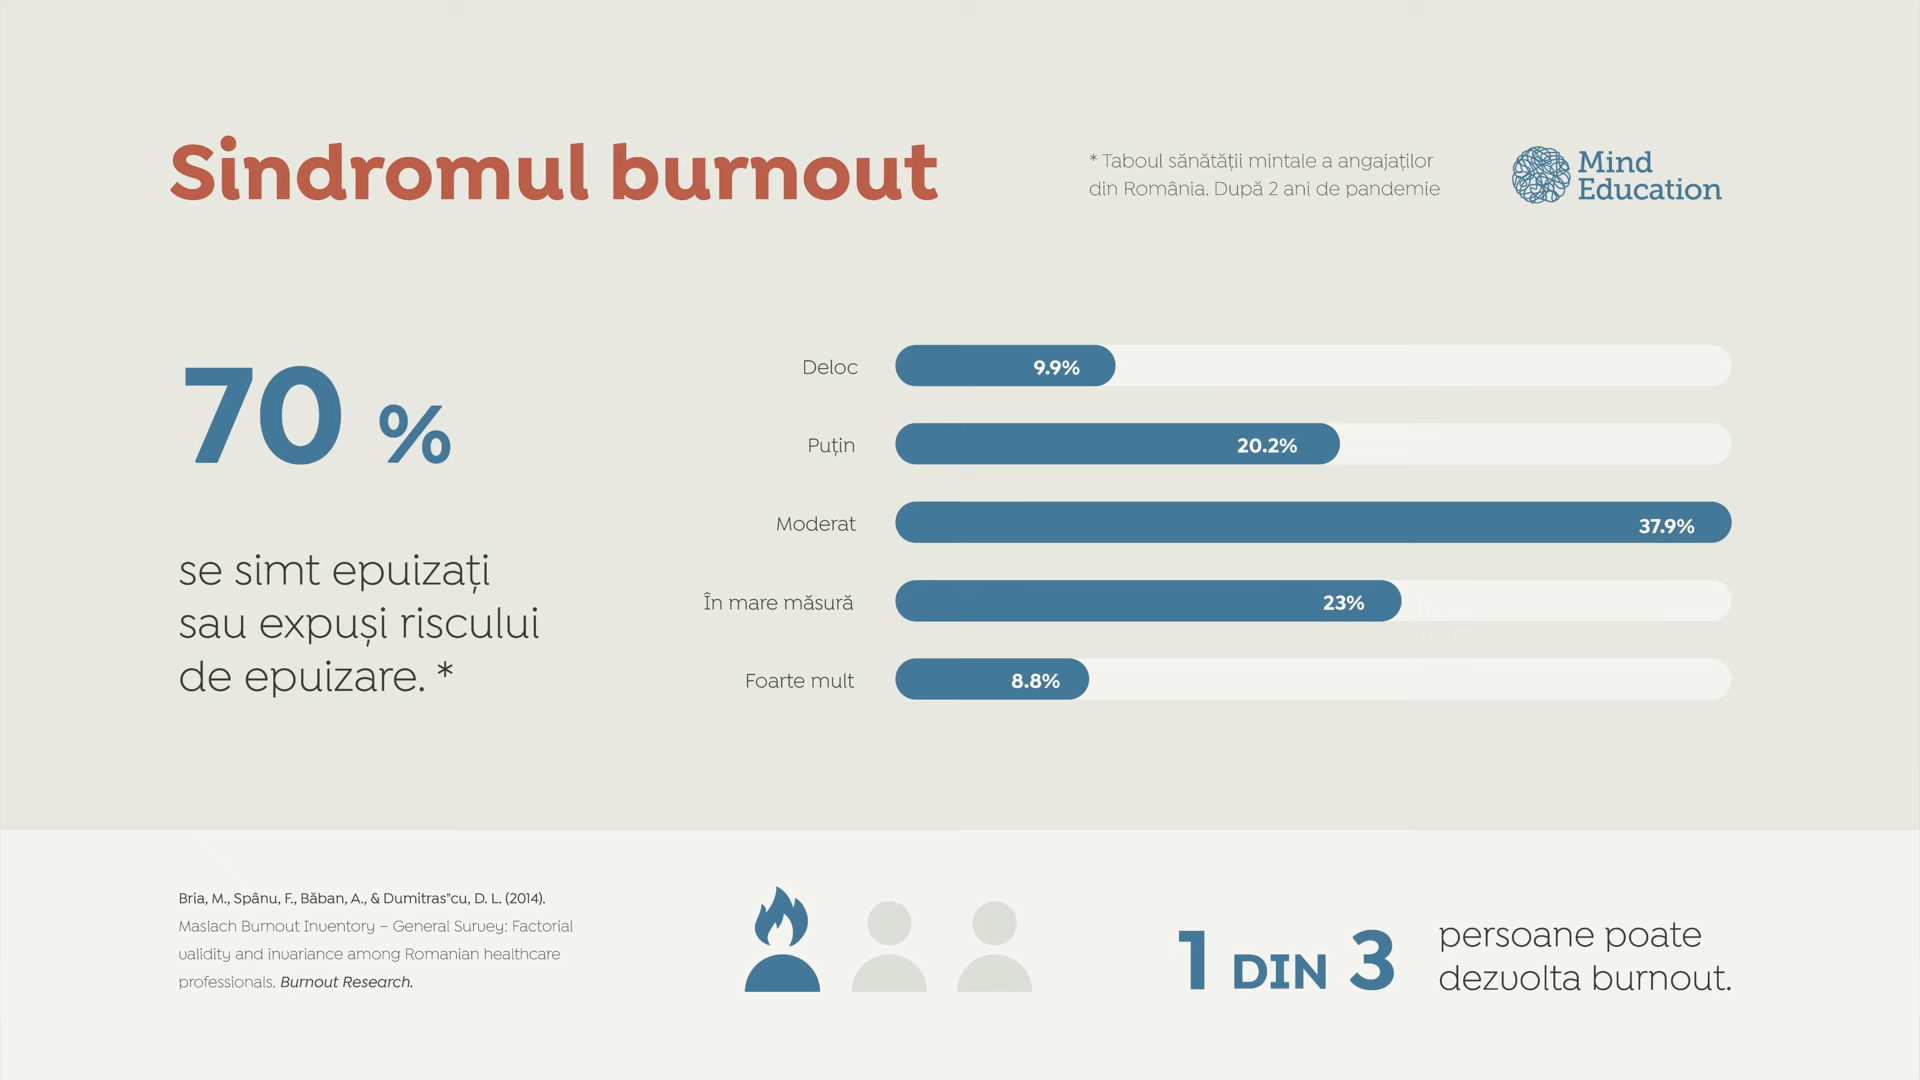 Sindromul burnout
* Taboul sănătății mintale a angajaților
din România. După 2 ani de pandemie
Mind
Education
70 %
se simt epuizați
sau expuși riscului
de epuizare. *
Deloc 9.9%
Puțin 20.2%
Moderat 37.9%
În mare măsură 23%
Foarte mult 8.8%
Bria, M., Spânu, F., Băban, A., & Dumitras"cu, D. L. (2014).
Maslach Burnout Inventory – General Survey: Factorial
validity and invariance among Romanian healthcare
professionals. Burnout Research.
1 DIN 3
persoane poate
dezvolta burnout.